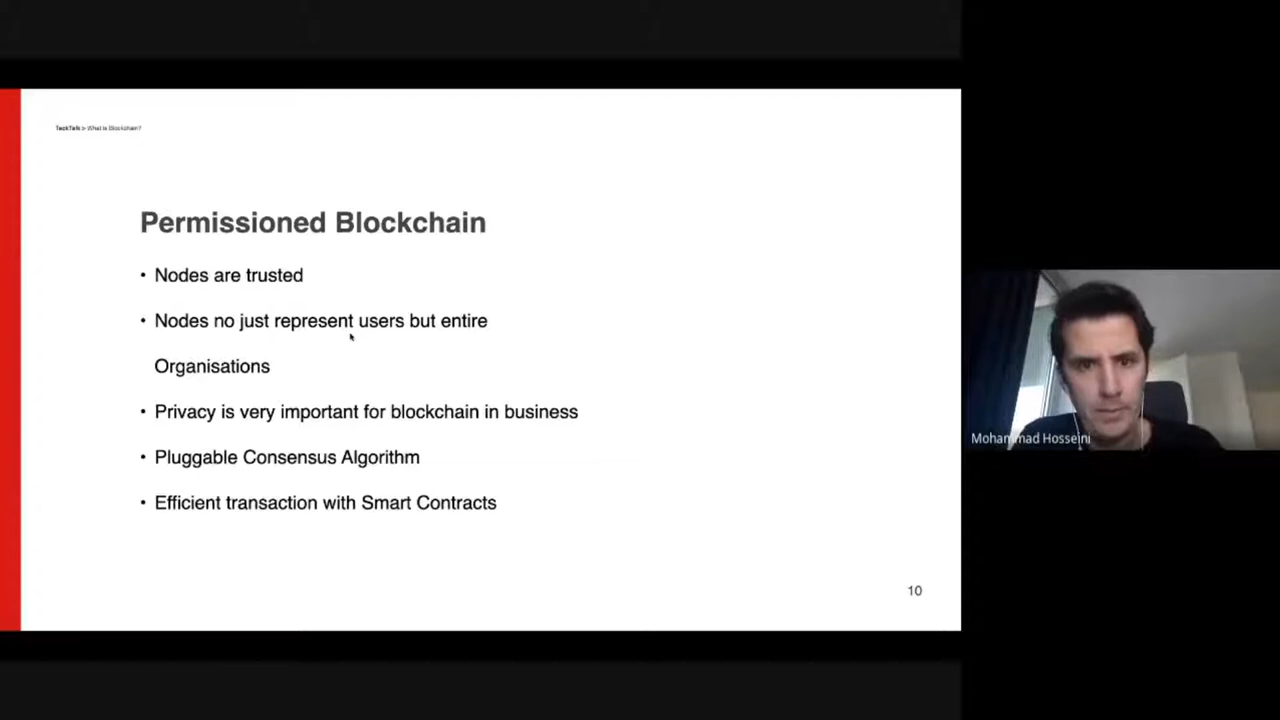 TechTalk > What is Blockchain?
Permissioned Blockchain
• Nodes are trusted
• Nodes no just represent users but entire
Organisations
• Privacy is very important for blockchain in business
• Pluggable Consensus Algorithm
• Efficient transaction with Smart Contracts
10
Mohammad Hosseini